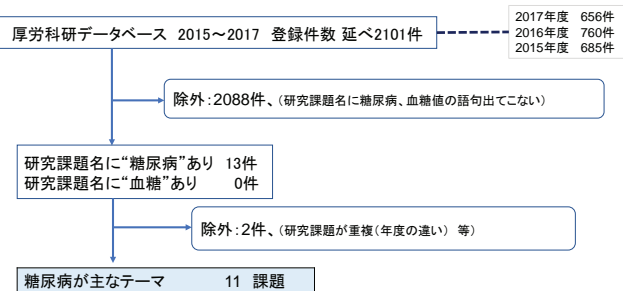 2017年度 656件
2016年度 760件
2015年度 685件
厚労科研データベース 2015～2017 登録件数 延べ2101件
除外：2088件、（研究課題名に糖尿病、血糖値の語句出てこない）
研究課題名に“糖尿病”あり 13件
研究課題名に“血糖”あり 0件
除外：2件、（研究課題が重複（年度の違い） 等）
糖尿病が主なテーマ 11 課題